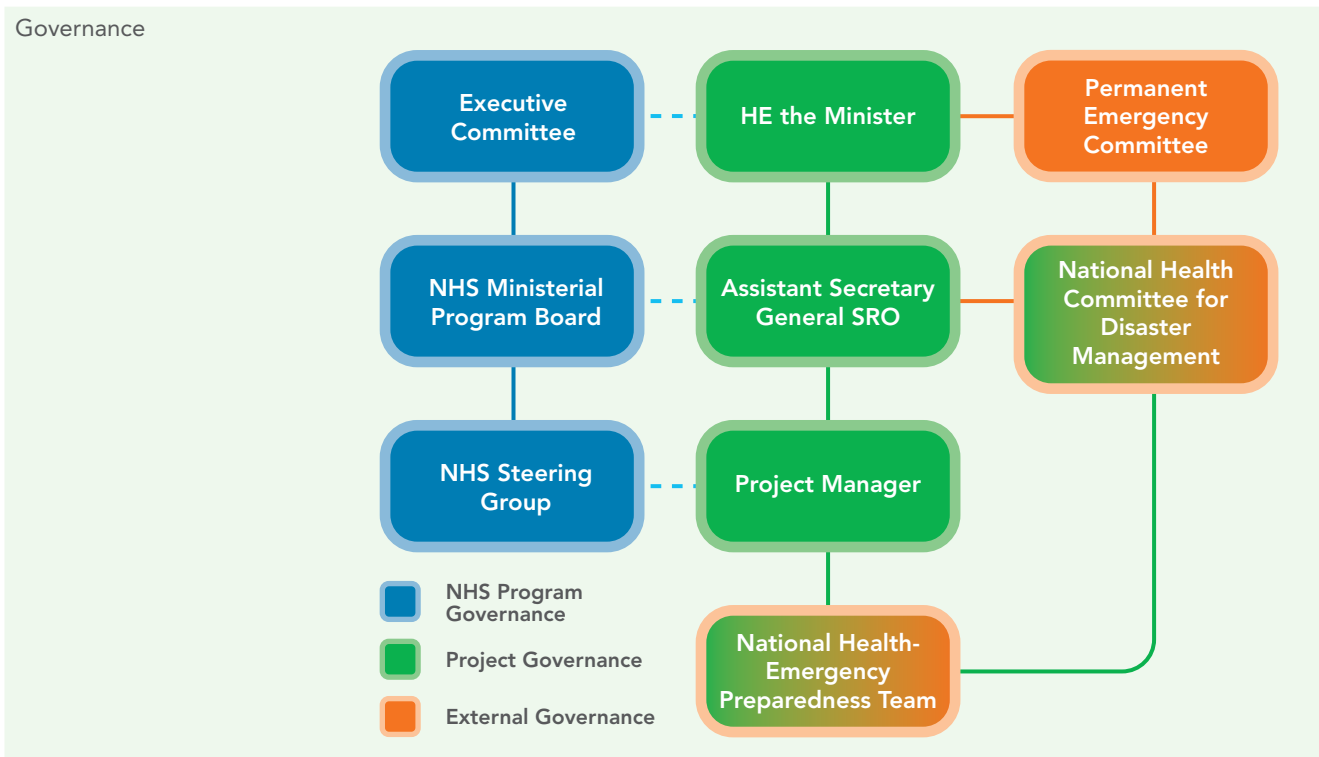 Governance
Executive
Committee
HE the Minister
Permanent
Emergency
Committee
NHS Ministerial
Program Board
Assistant Secretary
General SRO
National Health
Committee for
Disaster
Management
NHS Steering
Group
Project Manager
NHS Program
Governance
Project Governance
External Governance
National Health-
Emergency
Preparedness Team